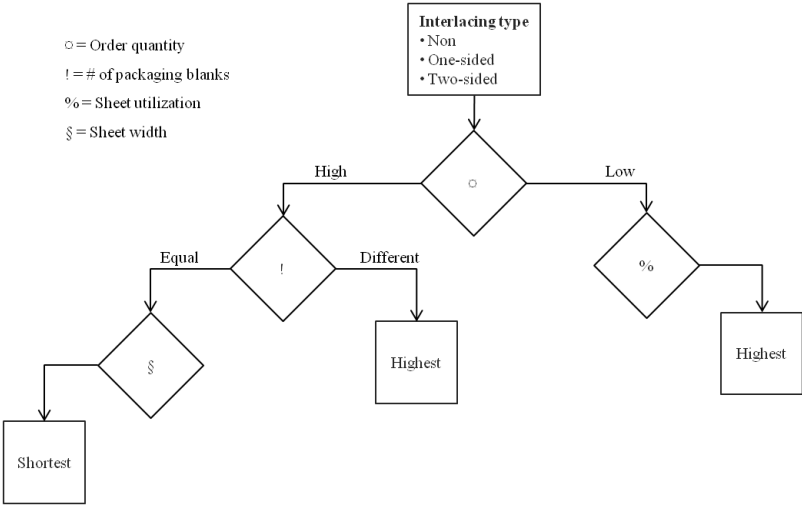 Interlacing type
• Non
• One-sided
• Two-sided
○ = Order quantity
! = # of packaging blanks
% = Sheet utilization
§ = Sheet width
High
○
Low
Equal
!
Different
%
§
Highest
Highest
Shortest